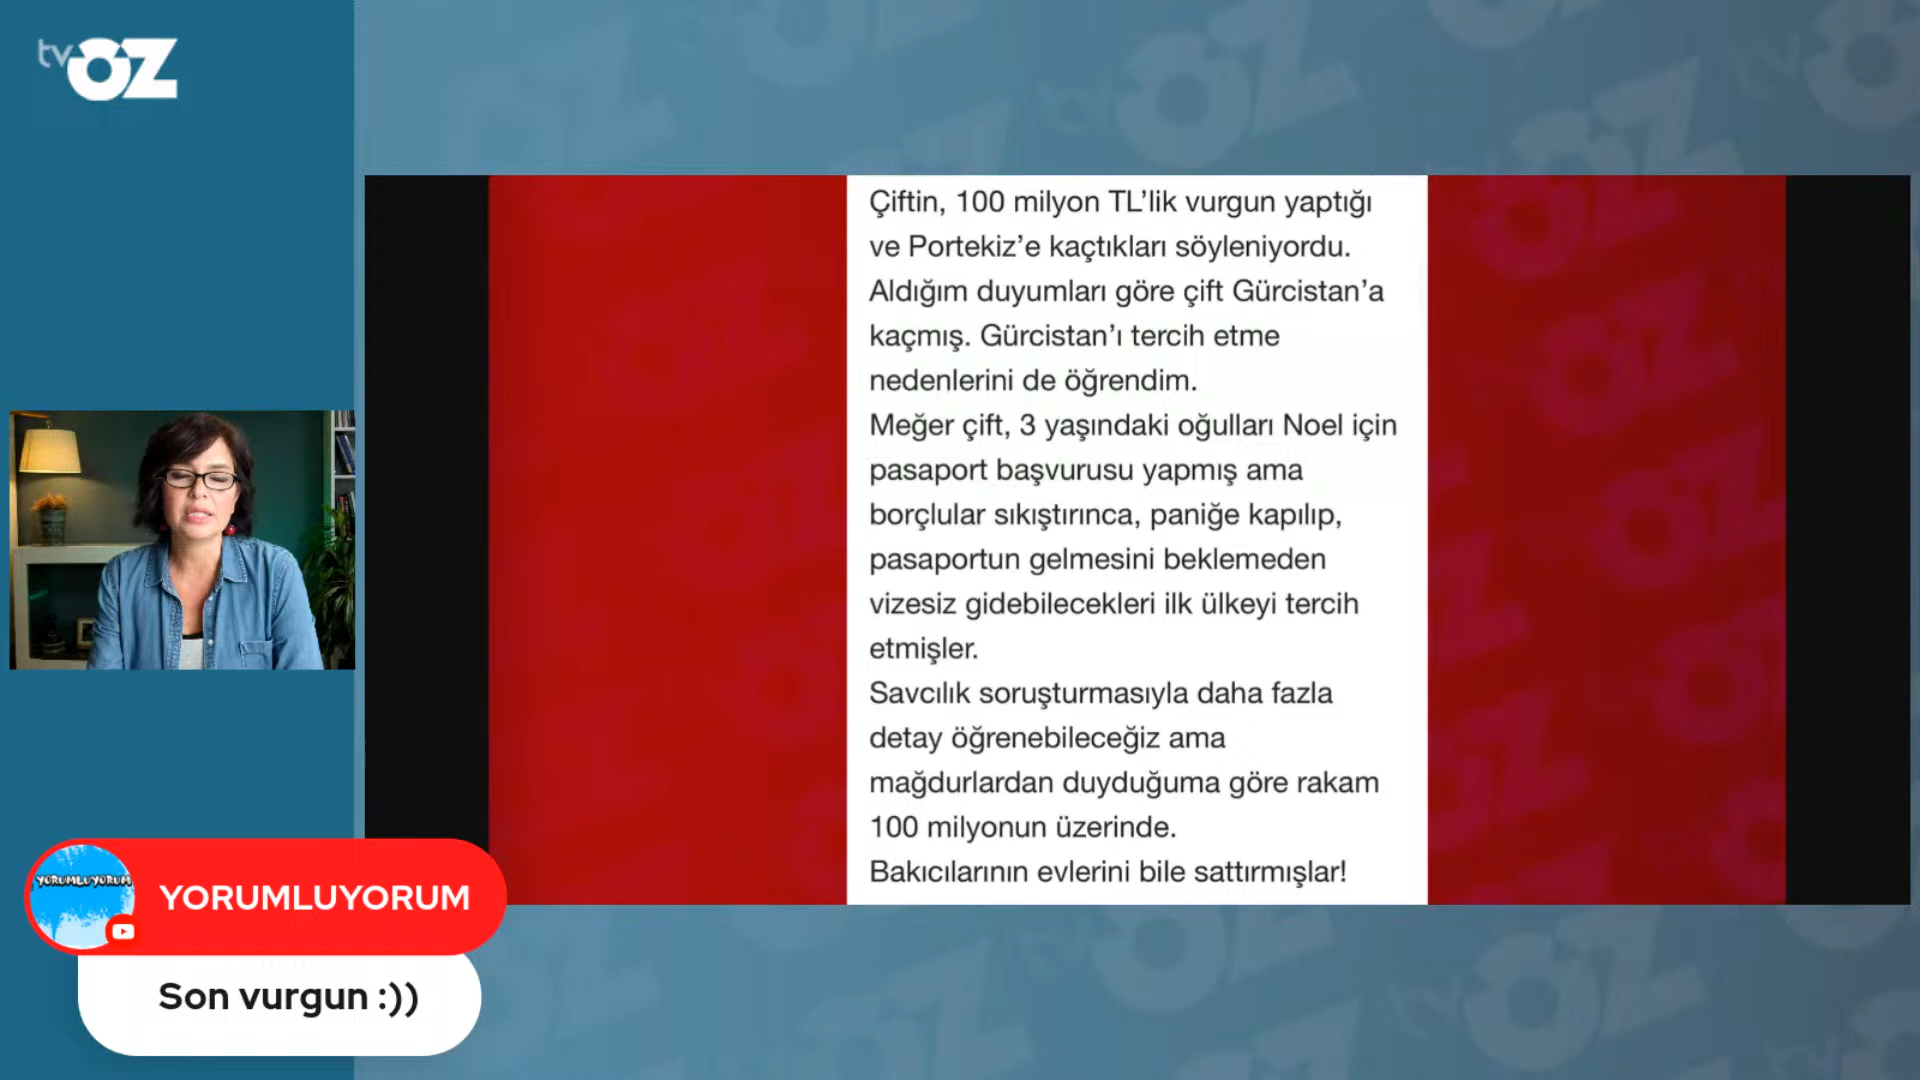 tvOZ
Çiftin, 100 milyon TL’lik vurgun yaptığı
ve Portekiz’e kaçtıkları söyleniyordu.
Aldığım duyumları göre çift Gürcistan’a
kaçmış. Gürcistan’ı tercih etme
nedenlerini de öğrendim.
Meğer çift, 3 yaşındaki oğulları Noel için
pasaport başvurusu yapmış ama
borçlular sıkıştırınca, paniğe kapılıp,
pasaportun gelmesini beklemeden
vizesiz gidebilecekleri ilk ülkeyi tercih
etmişler.
Savcılık soruşturmasıyla daha fazla
detay öğrenebileceğiz ama
mağdurlardan duyduğuma göre rakam
100 milyonun üzerinde.
Bakıcılarının evlerini bile sattırmışlar!
YORUMLUYORUM
YORUMLUYORUM
Son vurgun :))